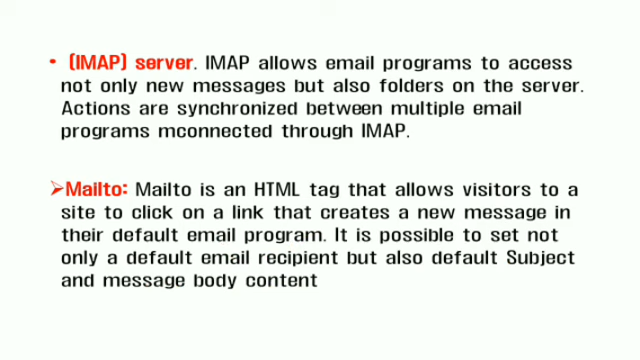 • (IMAP) server. IMAP allows email programs to access
not only new messages but also folders on the server.
Actions are synchronized between multiple email
programs mconnected through IMAP.
➢Mailto: Mailto is an HTML tag that allows visitors to a
site to click on a link that creates a new message in
their default email program. It is possible to set not
only a default email recipient but also default Subject
and message body content